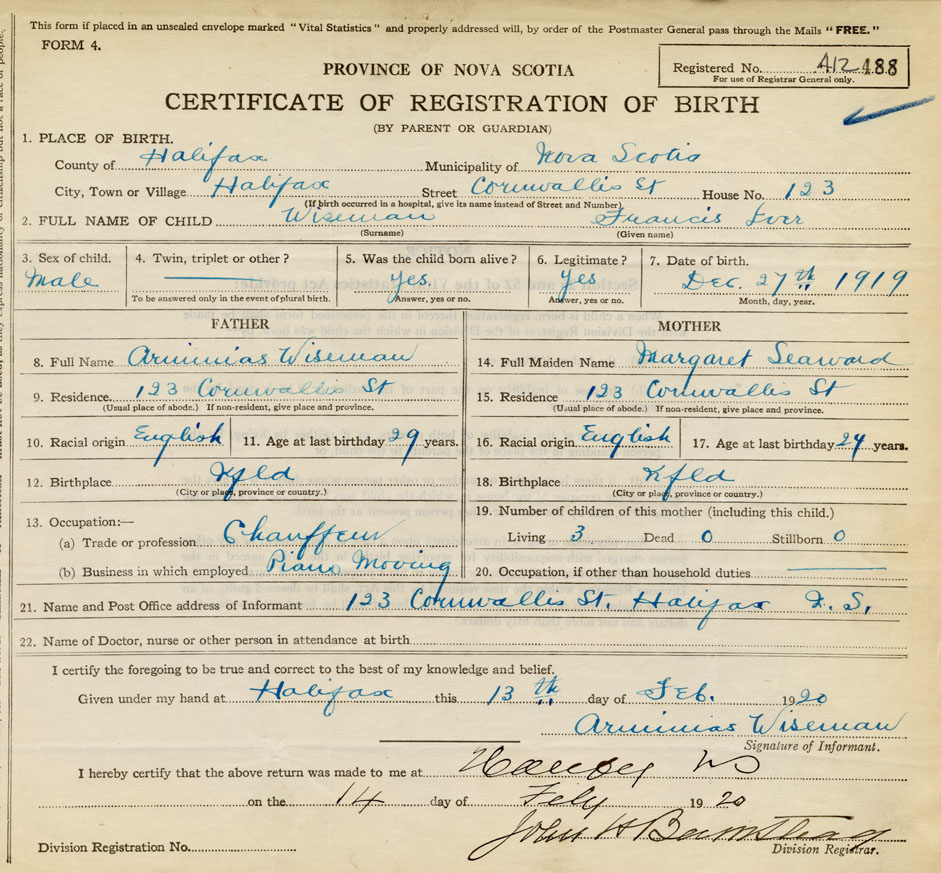 This form if placed in an unsealed envelope marked "Vital Statistics" and properly addressed will, by order of the Postmaster General pass through the Mails "FREE."
FORM 4.
Registered No. 412 188
For use of Registrar General only.
PROVINCE OF NOVA SCOTIA
CERTIFICATE OF REGISTRATION OF BIRTH
(BY PARENT OR GUARDIAN)
1. PLACE OF BIRTH.
County of Halifax Municipality of Nova Scotia
City, Town or Village Halifax Street Cornwallis St House No. 123
(If birth occurred in a hospital, give its name instead of Street and Number)
2. FULL NAME OF CHILD Wiseman Francis Iver
(Surname) (Given name)
3. Sex of child. 4. Twin, triplet or other? 5. Was the child born alive? 6. Legitimate? 7. Date of birth.
Male Yes. Yes Dec. 27th 1919
To be answered only in the event of plural birth. Answer, yes or no. Answer, yes or no. Month, day, year.
FATHER MOTHER
8. Full Name Arminias Wiseman 14. Full Maiden Name Margaret Seaward
9. Residence 123 Cornwallis St 15. Residence 123 Cornwallis St
(Usual place of abode.) If non-resident, give place and province. (Usual place of abode.) If non-resident, give place and province.
10. Racial origin English 11. Age at last birthday 29 years. 16. Racial origin English 17. Age at last birthday 24 years.
12. Birthplace Nfld 18. Birthplace Nfld
(City or place, province or country.) (City or place, province or country.)
13. Occupation:— 19. Number of children of this mother (including this child.)
(a) Trade or profession Chauffeur Living 3 Dead 0 Stillborn 0
(b) Business in which employed Piano Moving 20. Occupation, if other than household duties
21. Name and Post Office address of Informant 123 Cornwallis St. Halifax N. S.
22. Name of Doctor, nurse or other person in attendance at birth
I certify the foregoing to be true and correct to the best of my knowledge and belief.
Given under my hand at Halifax this 13th day of Feb. 1920
Arminias Wiseman
Signature of Informant.
I hereby certify that the above return was made to me at
on the 14 day of Feby 1920
John H Barnstead
Division Registration No. Division Registrar.